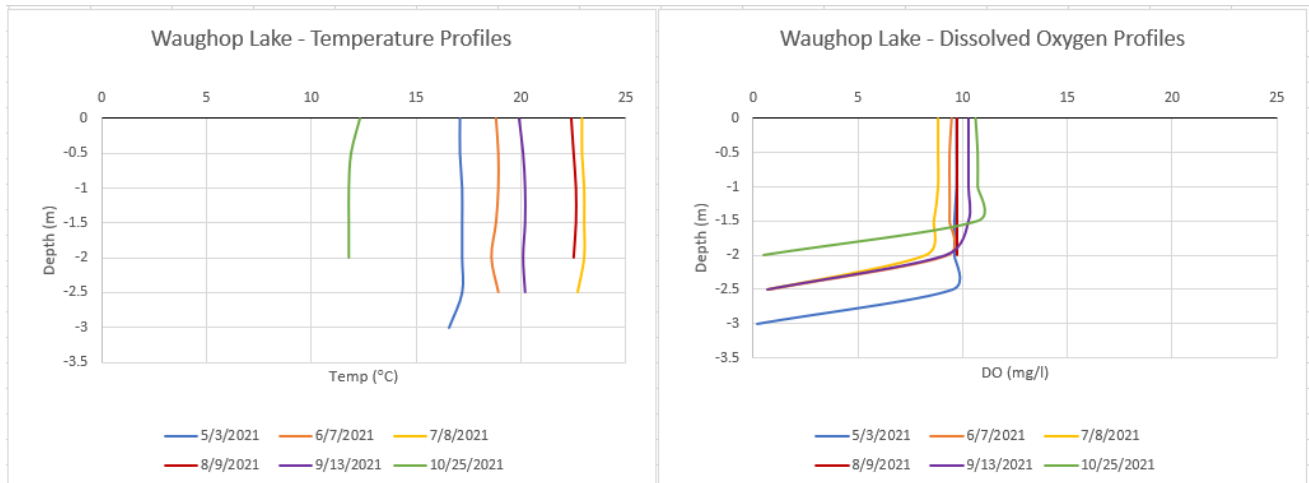 Waughop Lake - Temperature Profiles
0 5 10 15 20 25
0
-0.5
-1
-1.5
-2
-2.5
-3
-3.5
Depth (m)
Temp (°C)
5/3/2021 6/7/2021 7/8/2021
8/9/2021 9/13/2021 10/25/2021
Waughop Lake - Dissolved Oxygen Profiles
0 5 10 15 20 25
0
-0.5
-1
-1.5
-2
-2.5
-3
-3.5
Depth (m)
DO (mg/l)
5/3/2021 6/7/2021 7/8/2021
8/9/2021 9/13/2021 10/25/2021